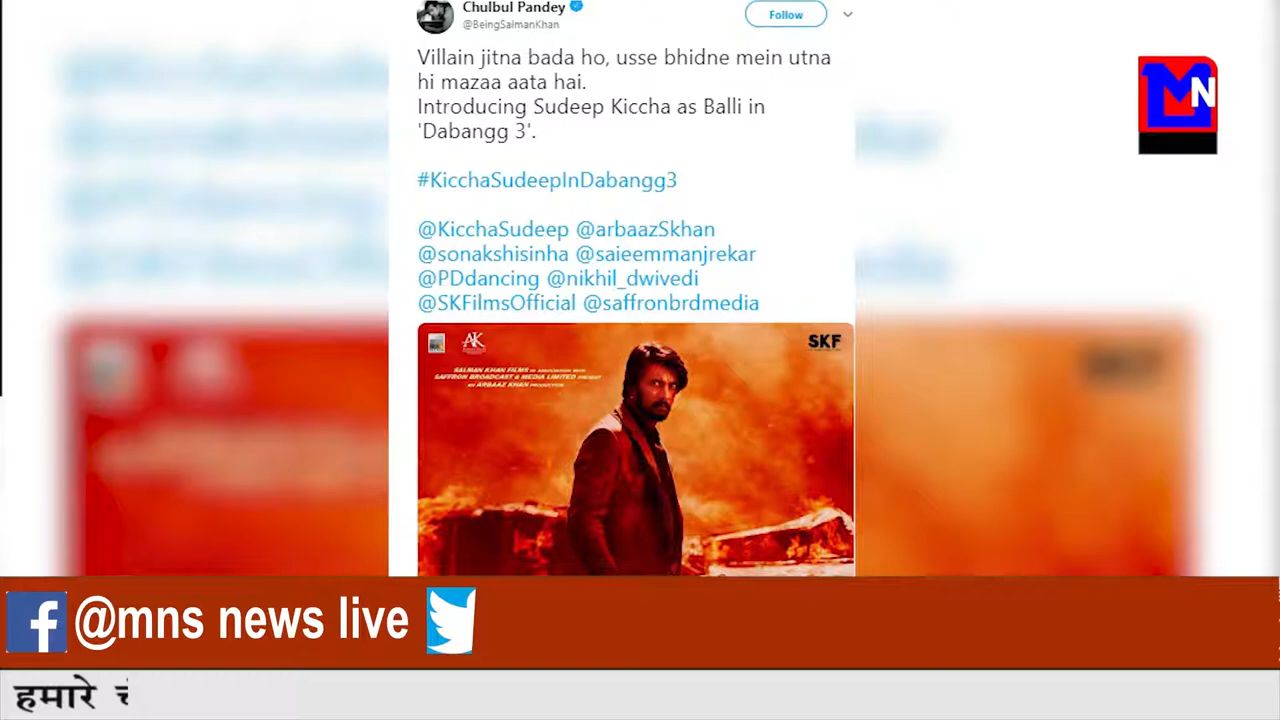 Chulbul Pandey
@BeingSalmanKhan
Follow
Villain jitna bada ho, usse bhidne mein utna
hi mazaa aata hai.
Introducing Sudeep Kiccha as Balli in
'Dabangg 3'.
#KicchaSudeepInDabangg3
@KicchaSudeep @arbaazSkhan
@sonakshisinha @saieemmanjrekar
@PDdancing @nikhil_dwivedi
@SKFilmsOfficial @saffronbrdmedia
AK
SKF
SALMAN KHAN FILMS IN ASSOCIATION WITH
SAFFRON BROADCAST & MEDIA LIMITED PRESENT
AN ARBAAZ KHAN PRODUCTION
MN
f @mns news live
हमारे